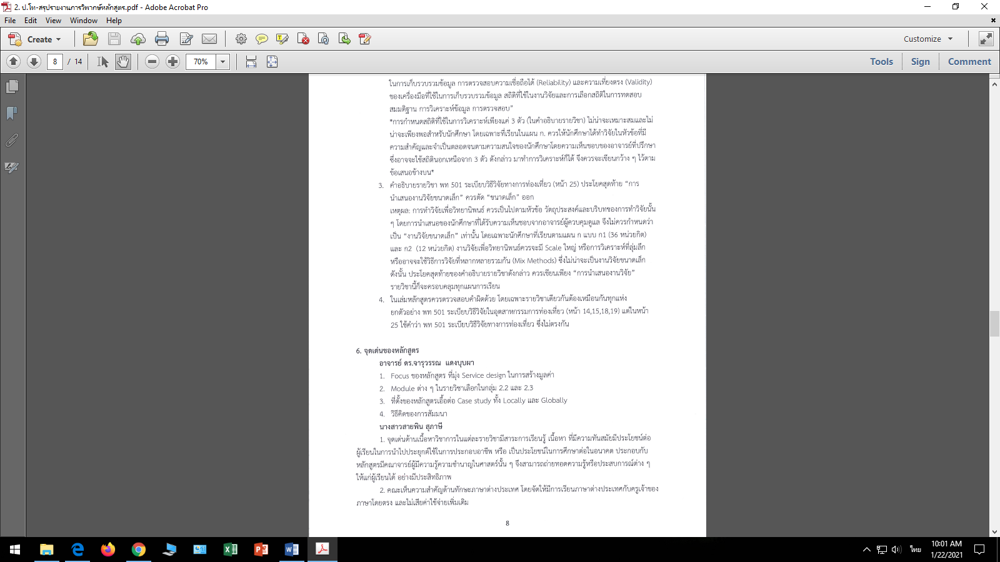 2. ป.โท-สรุปรายงานการวิพากษ์หลักสูตร.pdf - Adobe Acrobat Pro
File Edit View Window Help
Create Customize
8 / 14 70% Tools Sign Comment
ในการเก็บรวบรวมข้อมูล การตรวจสอบความเชื่อถือได้ (Reliability) และความเที่ยงตรง (Validity)
ของเครื่องมือที่ใช้ในการเก็บรวบรวมข้อมูล สถิติที่ใช้ในงานวิจัยและการเลือกสถิติในการทดสอบ
สมมติฐาน การวิเคราะห์ข้อมูล การตรวจสอบ”
*การกำหนดสถิติที่ใช้ในการวิเคราะห์เพียงแค่ 3 ตัว (ในคำอธิบายรายวิชา) ไม่น่าจะเหมาะสมและไม่
น่าจะเพียงพอสำหรับนักศึกษา โดยเฉพาะที่เรียนในแผน ก. ควรให้นักศึกษาได้ทำวิจัยในหัวข้อที่มี
ความสำคัญและจำเป็นตลอดจนตามความสนใจของนักศึกษาโดยความเห็นชอบของอาจารย์ที่ปรึกษา
ซึ่งอาจจะใช้สถิตินอกเหนือจาก 3 ตัว ดังกล่าว มาทำการวิเคราะห์ก็ได้ จึงควรจะเขียนกว้าง ๆ ไว้ตาม
ข้อเสนอข้างบน*
3. คำอธิบายรายวิชา พท 501 ระเบียบวิธีวิจัยทางการท่องเที่ยว (หน้า 25) ประโยคสุดท้าย “การ
นำเสนองานวิจัยขนาดเล็ก” ควรตัด “ขนาดเล็ก” ออก
เหตุผล: การทำวิจัยเพื่อวิทยานิพนธ์ ควรเป็นไปตามหัวข้อ วัตถุประสงค์และบริบทของการทำวิจัยนั้น
ๆ โดยการนำเสนอของนักศึกษาที่ได้รับความเห็นชอบจากอาจารย์ผู้ควบคุมดูแล จึงไม่ควรกำหนดว่า
เป็น “งานวิจัยขนาดเล็ก” เท่านั้น โดยเฉพาะนักศึกษาที่เรียนตามแผน ก แบบ ก1 (36 หน่วยกิต)
และ ก2 (12 หน่วยกิต) งานวิจัยเพื่อวิทยานิพนธ์ควรจะมี Scale ใหญ่ หรือการวิเคราะห์ที่ลุ่มลึก
หรืออาจจะใช้วิธีการวิจัยที่หลากหลายรวมกัน (Mix Methods) ซึ่งไม่น่าจะเป็นงานวิจัยขนาดเล็ก
ดังนั้น ประโยคสุดท้ายของคำอธิบายรายวิชาดังกล่าว ควรเขียนเพียง “การนำเสนองานวิจัย”
รายวิชานี้ก็จะครอบคลุมทุกแผนการเรียน
4. ในเล่มหลักสูตรควรตรวจสอบคำผิดด้วย โดยเฉพาะรายวิชาเดียวกันต้องเหมือนกันทุกแห่ง
ยกตัวอย่าง พท 501 ระเบียบวิธีวิจัยในอุตสาหกรรมการท่องเที่ยว (หน้า 14,15,18,19) แต่ในหน้า
25 ใช้คำว่า พท 501 ระเบียบวิธีวิจัยทางการท่องเที่ยว ซึ่งไม่ตรงกัน
6. จุดเด่นของหลักสูตร
อาจารย์ ดร.จารุวรรณ แดงบุบผา
1. Focus ของหลักสูตร ที่มุ่ง Service design ในการสร้างมูลค่า
2. Module ต่าง ๆ ในรายวิชาเลือกในกลุ่ม 2.2 และ 2.3
3. ที่ตั้งของหลักสูตรเอื้อต่อ Case study ทั้ง Locally และ Globally
4. วิธีคิดของการสัมมนา
นางสาวสายพิน สุภาษี
1. จุดเด่นด้านเนื้อหาวิชาการในแต่ละรายวิชามีสาระการเรียนรู้ เนื้อหา ที่มีความทันสมัยมีประโยชน์ต่อ
ผู้เรียนในการนำไปประยุกต์ใช้ในการประกอบอาชีพ หรือ เป็นประโยชน์ในการศึกษาต่อในอนาคต ประกอบกับ
หลักสูตรมีคณาจารย์ผู้มีความรู้ความชำนาญในศาสตร์นั้น ๆ จึงสามารถถ่ายทอดความรู้หรือประสบการณ์ต่าง ๆ
ให้แก่ผู้เรียนได้ อย่างมีประสิทธิภาพ
2. คณะเห็นความสำคัญด้านทักษะภาษาต่างประเทศ โดยจัดให้มีการเรียนภาษาต่างประเทศกับครูเจ้าของ
ภาษาโดยตรง และไม่เสียค่าใช้จ่ายเพิ่มเติม
8
ไทย 10:01 AM
1/22/2021